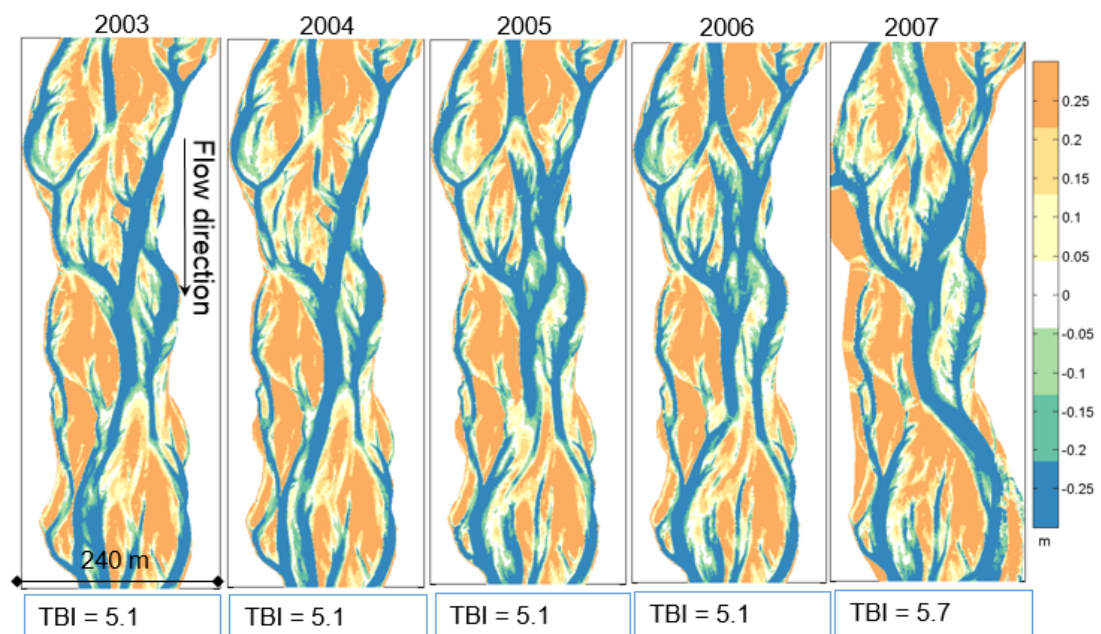 2003 2004 2005 2006 2007
Flow direction
0.25
0.2
0.15
0.1
0.05
0
-0.05
-0.1
-0.15
-0.2
-0.25
m
240 m
TBI = 5.1 TBI = 5.1 TBI = 5.1 TBI = 5.1 TBI = 5.7